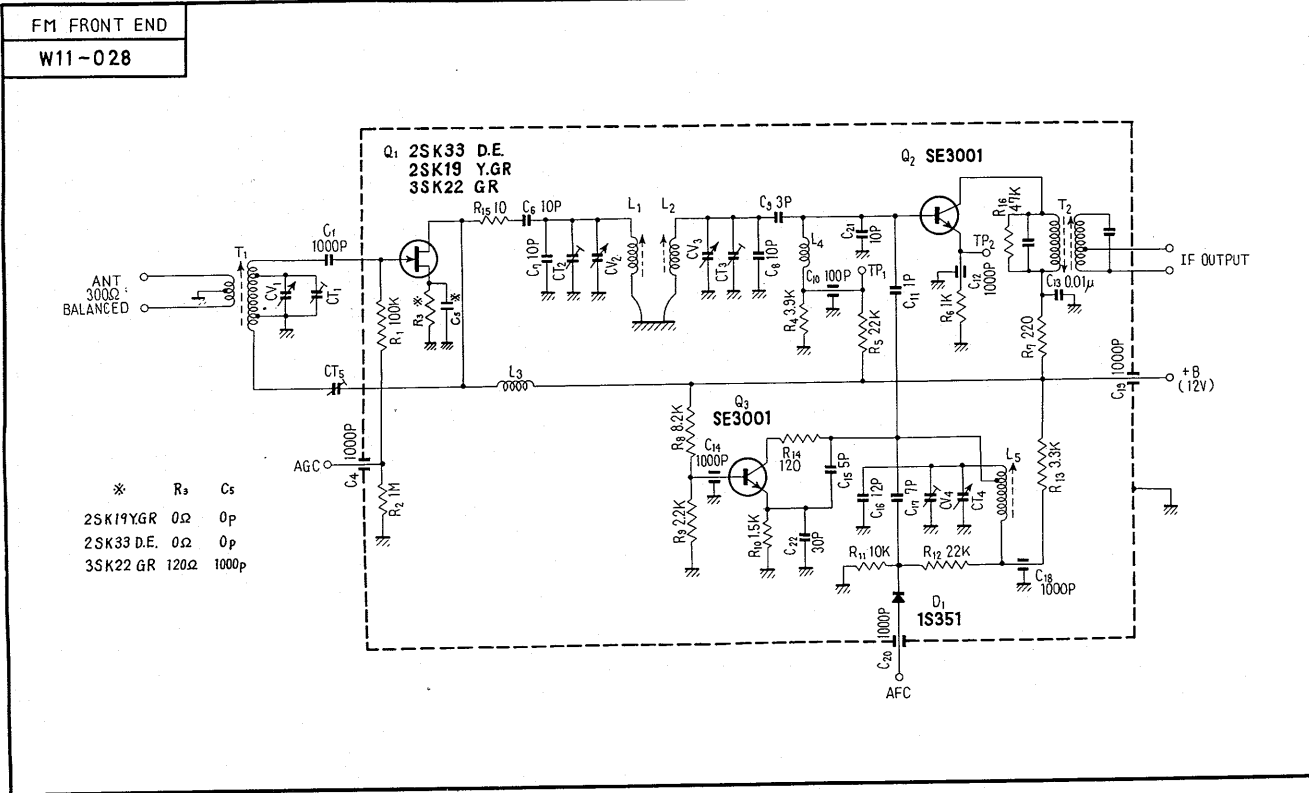 FM FRONT END
W11-028
Q1 2SK33 D.E.
2SK19 Y.GR
3SK22 GR
Q2 SE3001
R15 10
C6 10P
L1
L2
C9 3P
C21
10P
R16
47K
T2
C1
1000P
T1
ANT
300Ω
BALANCED
CV1
CT1
R1 100K
R3 ※
C5 ※
C7 10P
CT2
CV2
CV3
CT3
C8 10P
L4
C10 100P
TP1
R4 3.9K
R5 22K
C11 1P
TP2
C12
1000P
R6 1K
C13 0.01μ
R7 220
IF OUTPUT
CT5
L3
C19 1000P
+B
(12V)
AGC
C4 1000P
R2 1M
R8 8.2K
Q3
SE3001
C14
1000P
R14
120
C15 5P
C16 12P
C17 7P
CV4
CT4
L5
R13 3.3K
R9 2.2K
R10 1.5K
C22
30P
R11 10K
R12 22K
C18
1000P
D1
1S351
C20 1000P
AFC
※ R3 C5
2SK19Y.GR 0Ω 0p
2SK33 D.E. 0Ω 0p
3SK22 GR 120Ω 1000p